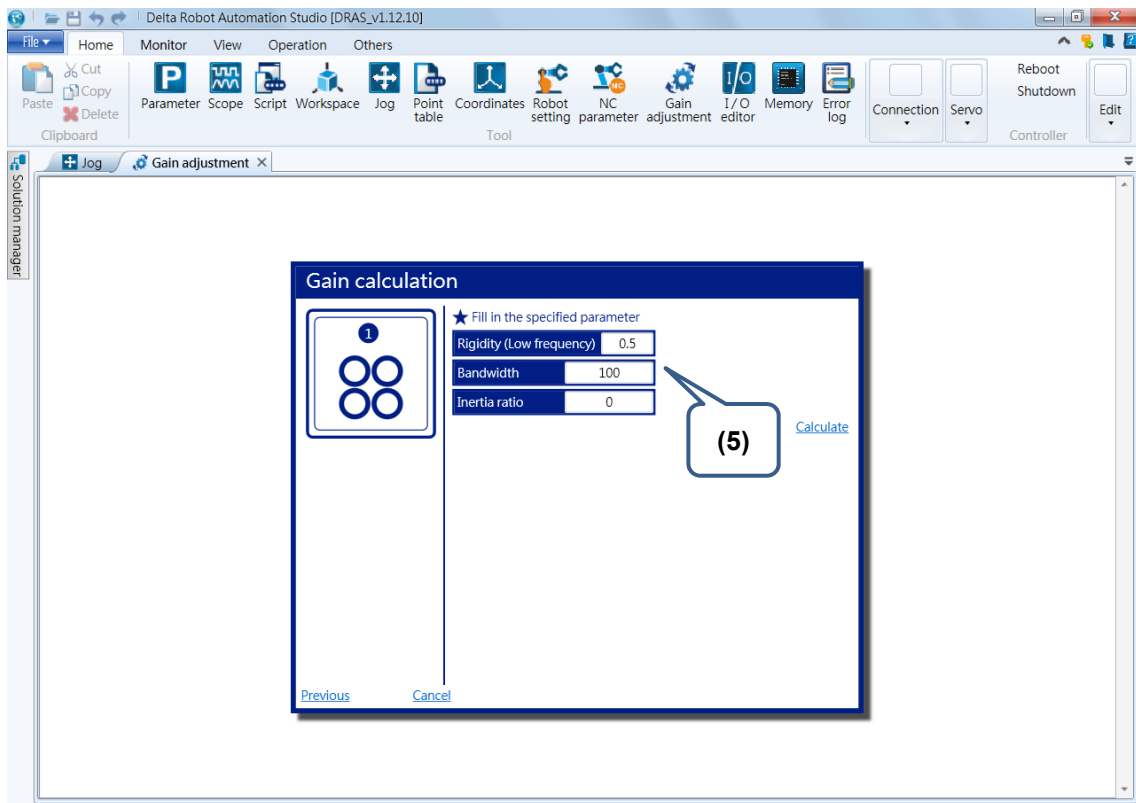 Delta Robot Automation Studio [DRAS_v1.12.10]
File Home Monitor View Operation Others
Paste
Cut
Copy
Delete
Clipboard
Parameter Scope Script Workspace Jog Point table Coordinates Robot setting NC parameter Gain adjustment I/O editor Memory Error log
Tool
Connection Servo
Reboot
Shutdown
Controller
Edit
Jog Gain adjustment
Solution manager
Gain calculation
1
Fill in the specified parameter
Rigidity (Low frequency) 0.5
Bandwidth 100
Inertia ratio 0
(5)
Calculate
Previous Cancel